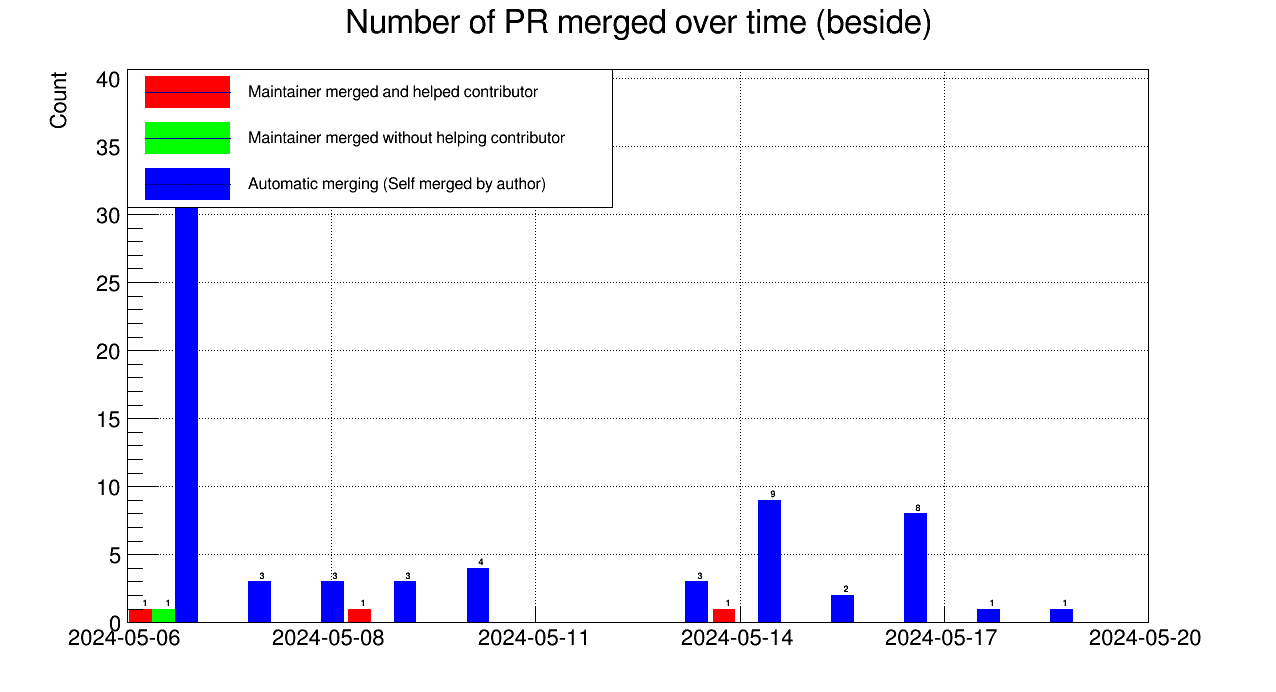 Number of PR merged over time (beside)
Count
40
35
30
25
20
15
10
5
0
Maintainer merged and helped contributor
Maintainer merged without helping contributor
Automatic merging (Self merged by author)
1 1 3 3 1 3 4 3 1 9 2 8 1 1
2024-05-06 2024-05-08 2024-05-11 2024-05-14 2024-05-17 2024-05-20